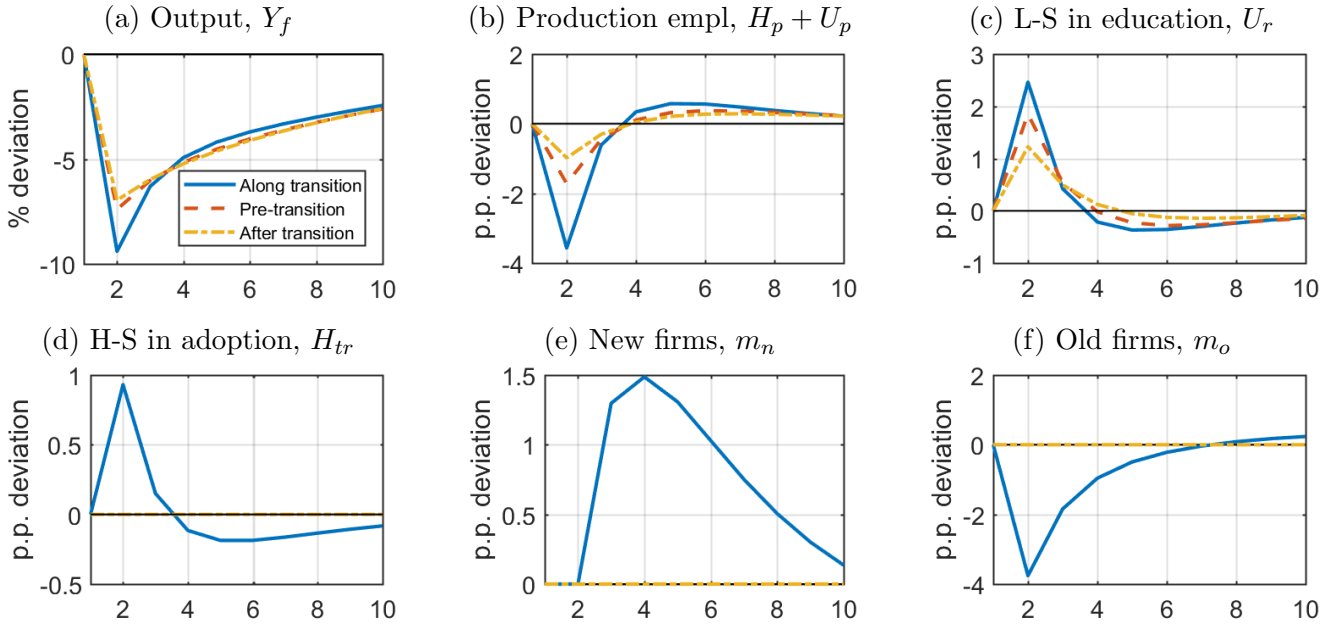 (a) Output, Y_f
(b) Production empl, H_p + U_p
(c) L-S in education, U_r
% deviation
0
-5
-10
Along transition
Pre-transition
After transition
2 4 6 8 10
p.p. deviation
2
0
-2
-4
2 4 6 8 10
p.p. deviation
3
2
1
0
-1
2 4 6 8 10
(d) H-S in adoption, H_{tr}
(e) New firms, m_n
(f) Old firms, m_o
p.p. deviation
1
0.5
0
-0.5
2 4 6 8 10
p.p. deviation
1.5
1
0.5
0
2 4 6 8 10
p.p. deviation
2
0
-2
-4
2 4 6 8 10